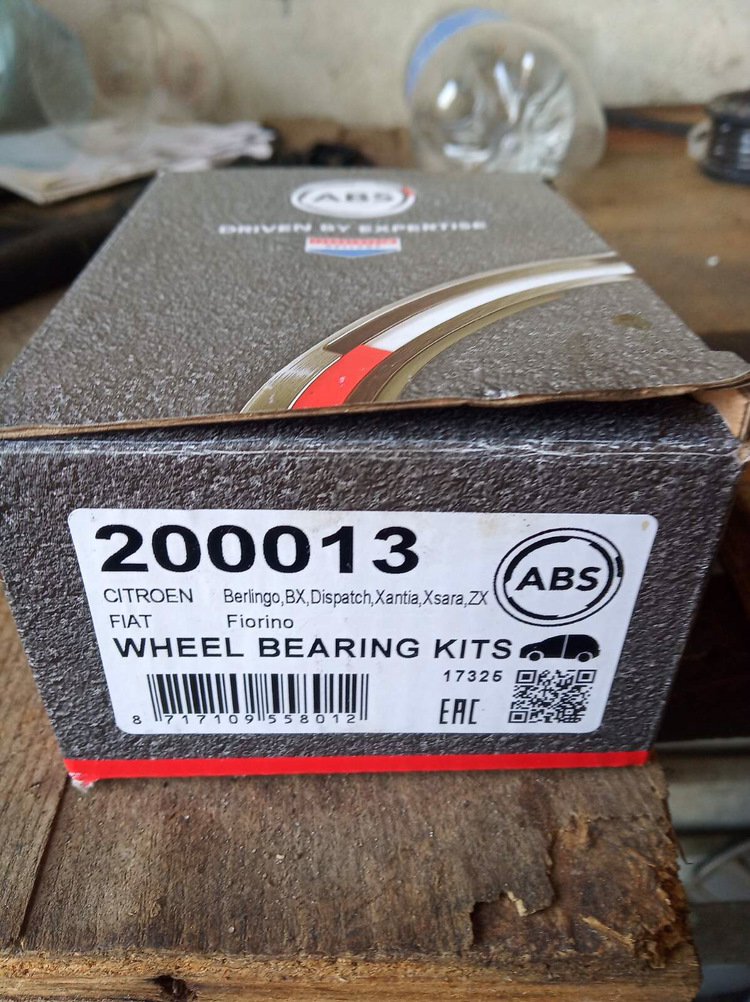 ABS
DRIVEN BY EXPERTISE
200013
CITROEN Berlingo,BX,Dispatch,Xantia,Xsara,ZX
FIAT Fiorino
ABS
WHEEL BEARING KITS
17325
8 717109 558012
EAC